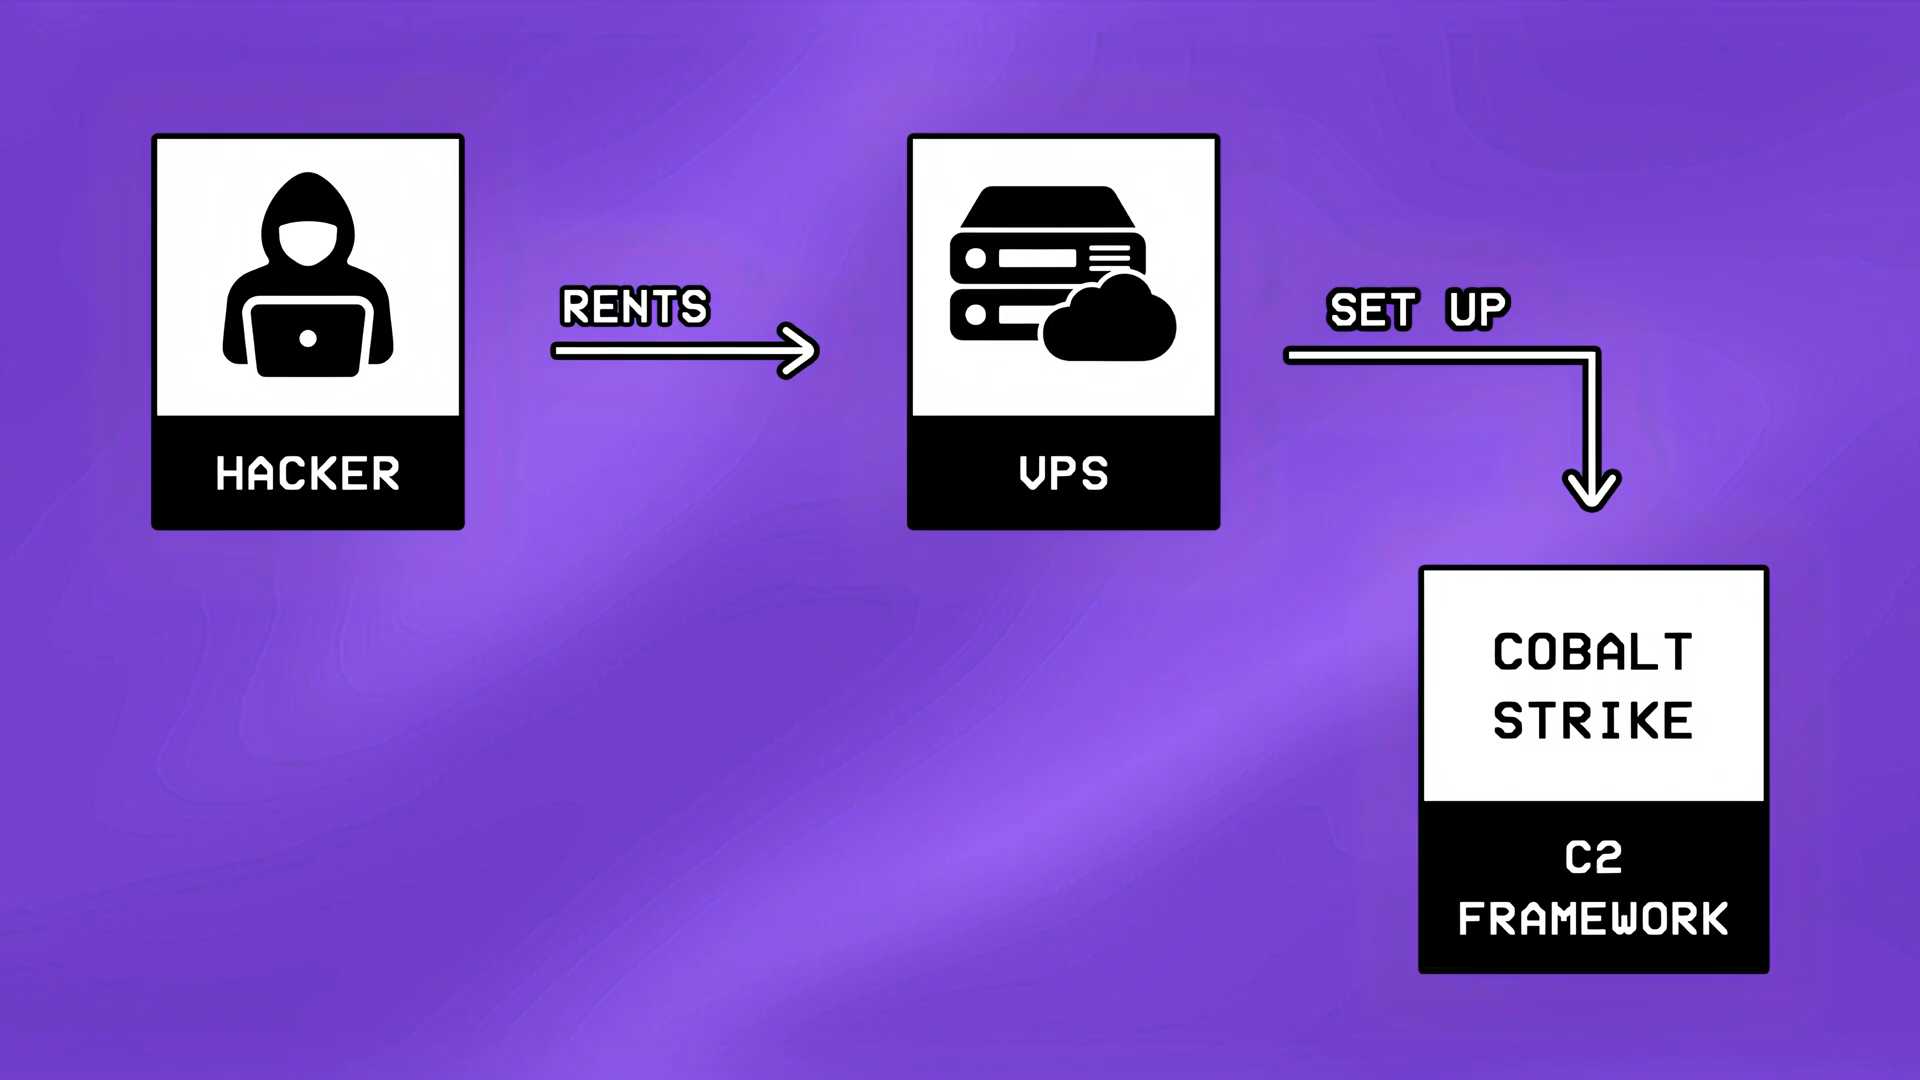 HACKER
RENTS
VPS
SET UP
COBALT
STRIKE
C2
FRAMEWORK